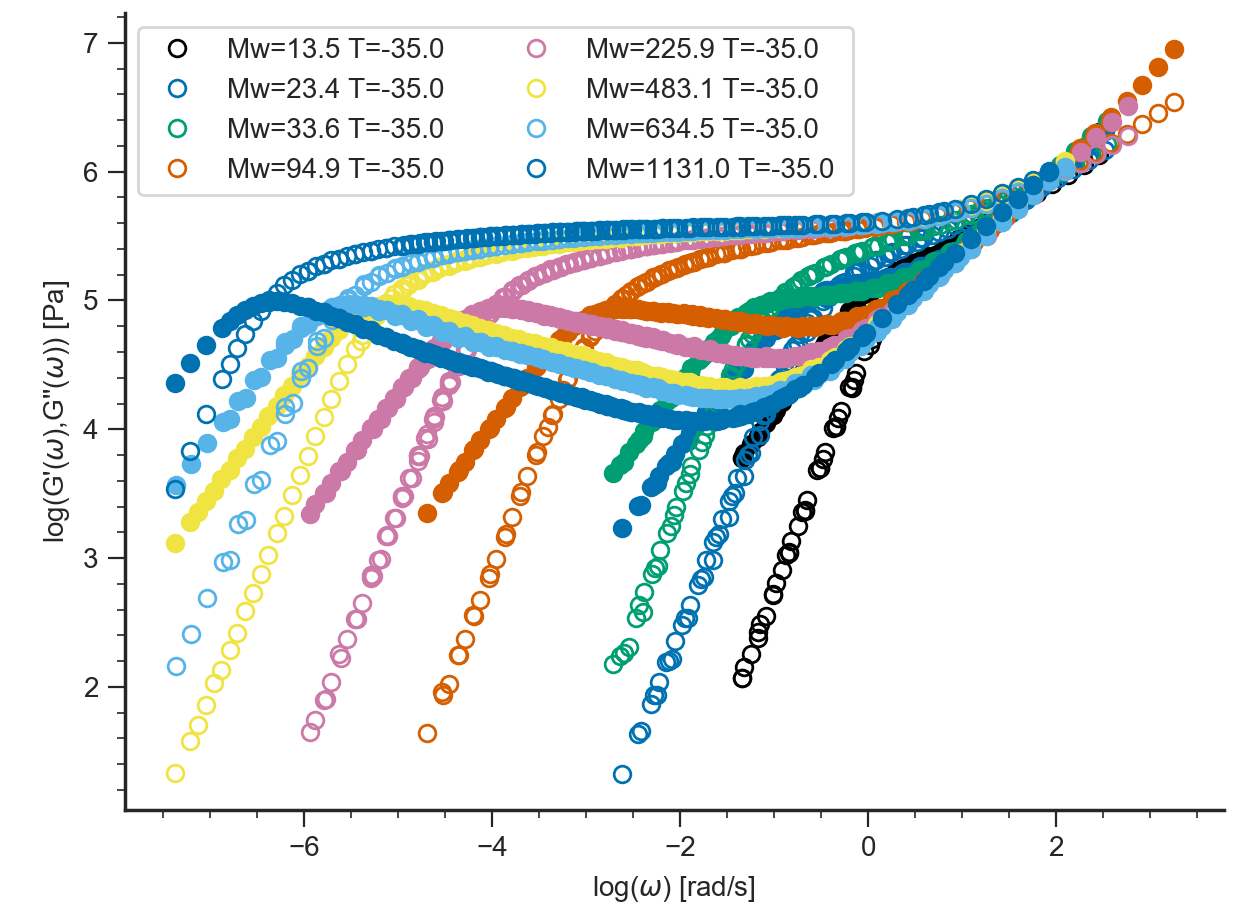 7
6
5
4
3
2
log(G'(ω),G''(ω)) [Pa]
Mw=13.5 T=-35.0
Mw=23.4 T=-35.0
Mw=33.6 T=-35.0
Mw=94.9 T=-35.0
Mw=225.9 T=-35.0
Mw=483.1 T=-35.0
Mw=634.5 T=-35.0
Mw=1131.0 T=-35.0
−6 −4 −2 0 2
log(ω) [rad/s]